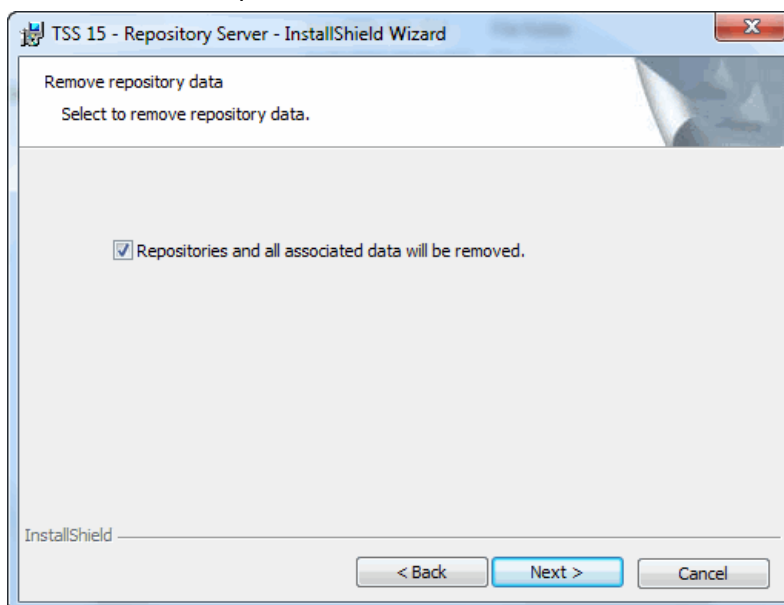 TSS 15 - Repository Server - InstallShield Wizard
Remove repository data
Select to remove repository data.
Repositories and all associated data will be removed.
InstallShield
< Back Next > Cancel